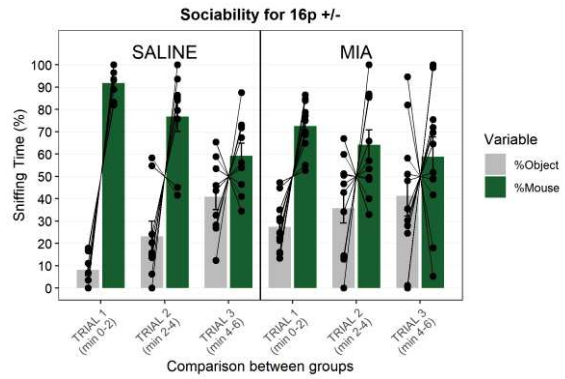 Sociability for 16p +/-
SALINE
MIA
Sniffing Time (%)
100
90
80
70
60
50
40
30
20
10
0
TRIAL 1
(min 0-2)
TRIAL 2
(min 2-4)
TRIAL 3
(min 4-6)
TRIAL 1
(min 0-2)
TRIAL 2
(min 2-4)
TRIAL 3
(min 4-6)
Comparison between groups
Variable
%Object
%Mouse